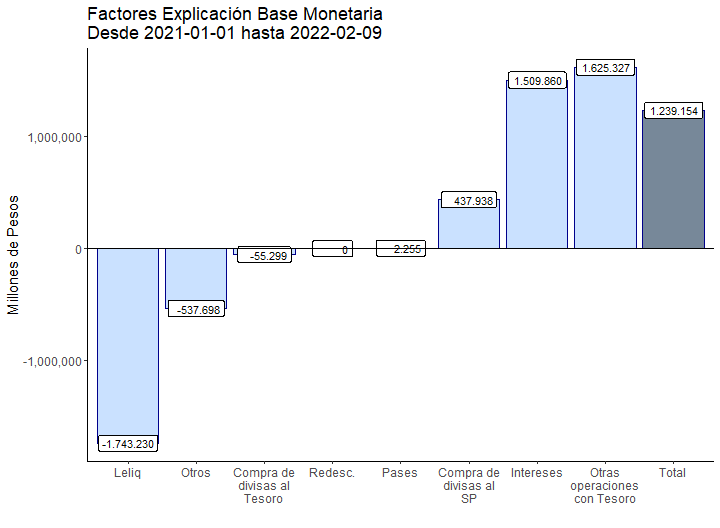 Factores Explicación Base Monetaria
Desde 2021-01-01 hasta 2022-02-09
Millones de Pesos
1,000,000
0
-1,000,000
-1.743.230
-537.698
-55.299
0
2.255
437.938
1.509.860
1.625.327
1.239.154
Leliq
Otros
Compra de
divisas al
Tesoro
Redesc.
Pases
Compra de
divisas al
SP
Intereses
Otras
operaciones
con Tesoro
Total